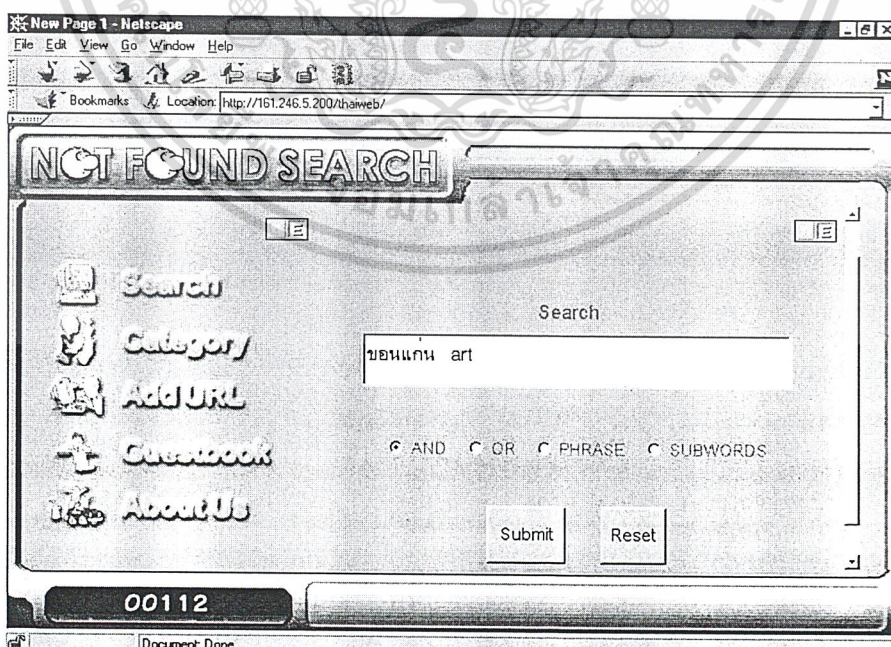 New Page 1 - Netscape
File Edit View Go Window Help
Bookmarks Location: http://161.246.5.200/thaiweb/
NOT FOUND SEARCH
Search
Category
Add URL
Guestbook
About Us
Search
ขอนแก่น art
AND OR PHRASE SUBWORDS
Submit Reset
00112
Document: Done